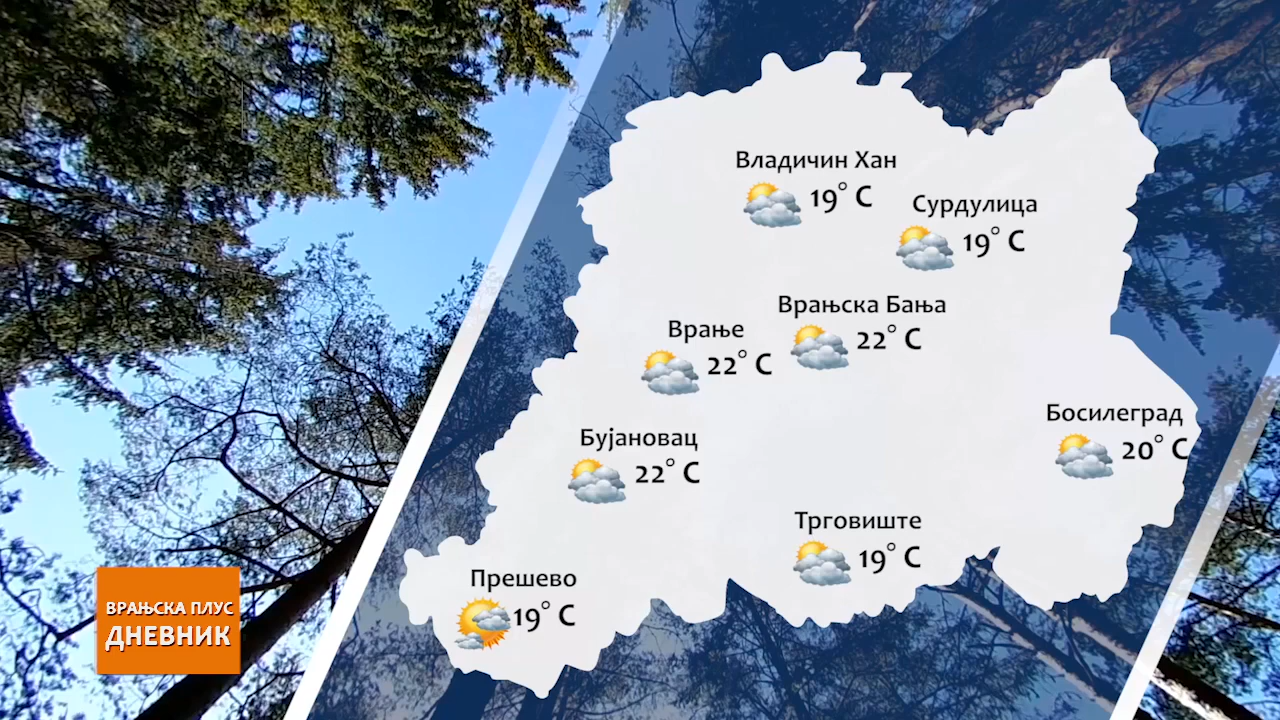 Владичин Хан
19° C
Сурдулица
19° C
Врањска Бања
22° C
Врање
22° C
Босилеград
20° C
Бујановац
22° C
Трговиште
19° C
Прешево
19° C
ВРАЊСКА ПЛУС
ДНЕВНИК